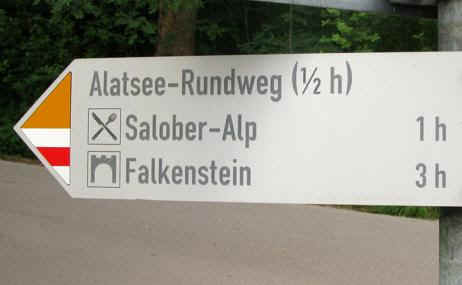 Alatsee-Rundweg (½ h)
Salober-Alp 1 h
Falkenstein 3 h